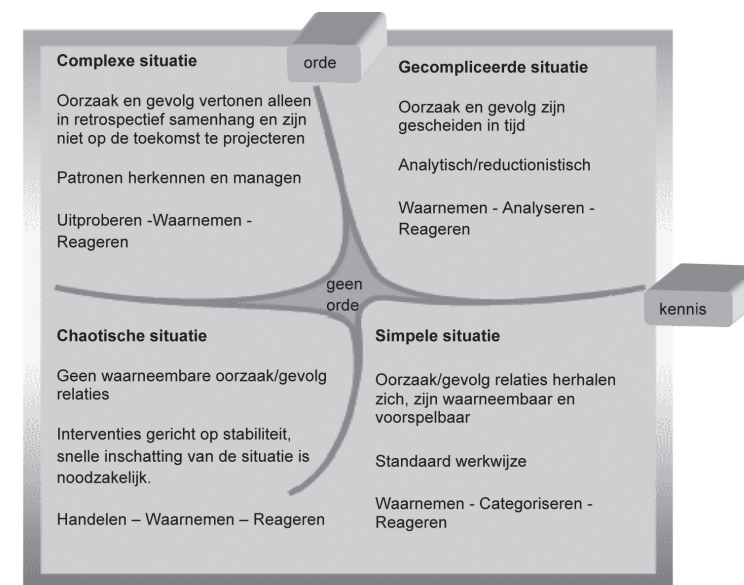 orde
Complexe situatie
Oorzaak en gevolg vertonen alleen
in retrospectief samenhang en zijn
niet op de toekomst te projecteren
Patronen herkennen en managen
Uitproberen -Waarnemen -
Reageren
Gecompliceerde situatie
Oorzaak en gevolg zijn
gescheiden in tijd
Analytisch/reductionistisch
Waarnemen - Analyseren -
Reageren
geen
orde
kennis
Chaotische situatie
Geen waarneembare oorzaak/gevolg
relaties
Interventies gericht op stabiliteit,
snelle inschatting van de situatie is
noodzakelijk.
Handelen – Waarnemen – Reageren
Simpele situatie
Oorzaak/gevolg relaties herhalen
zich, zijn waarneembaar en
voorspelbaar
Standaard werkwijze
Waarnemen - Categoriseren -
Reageren